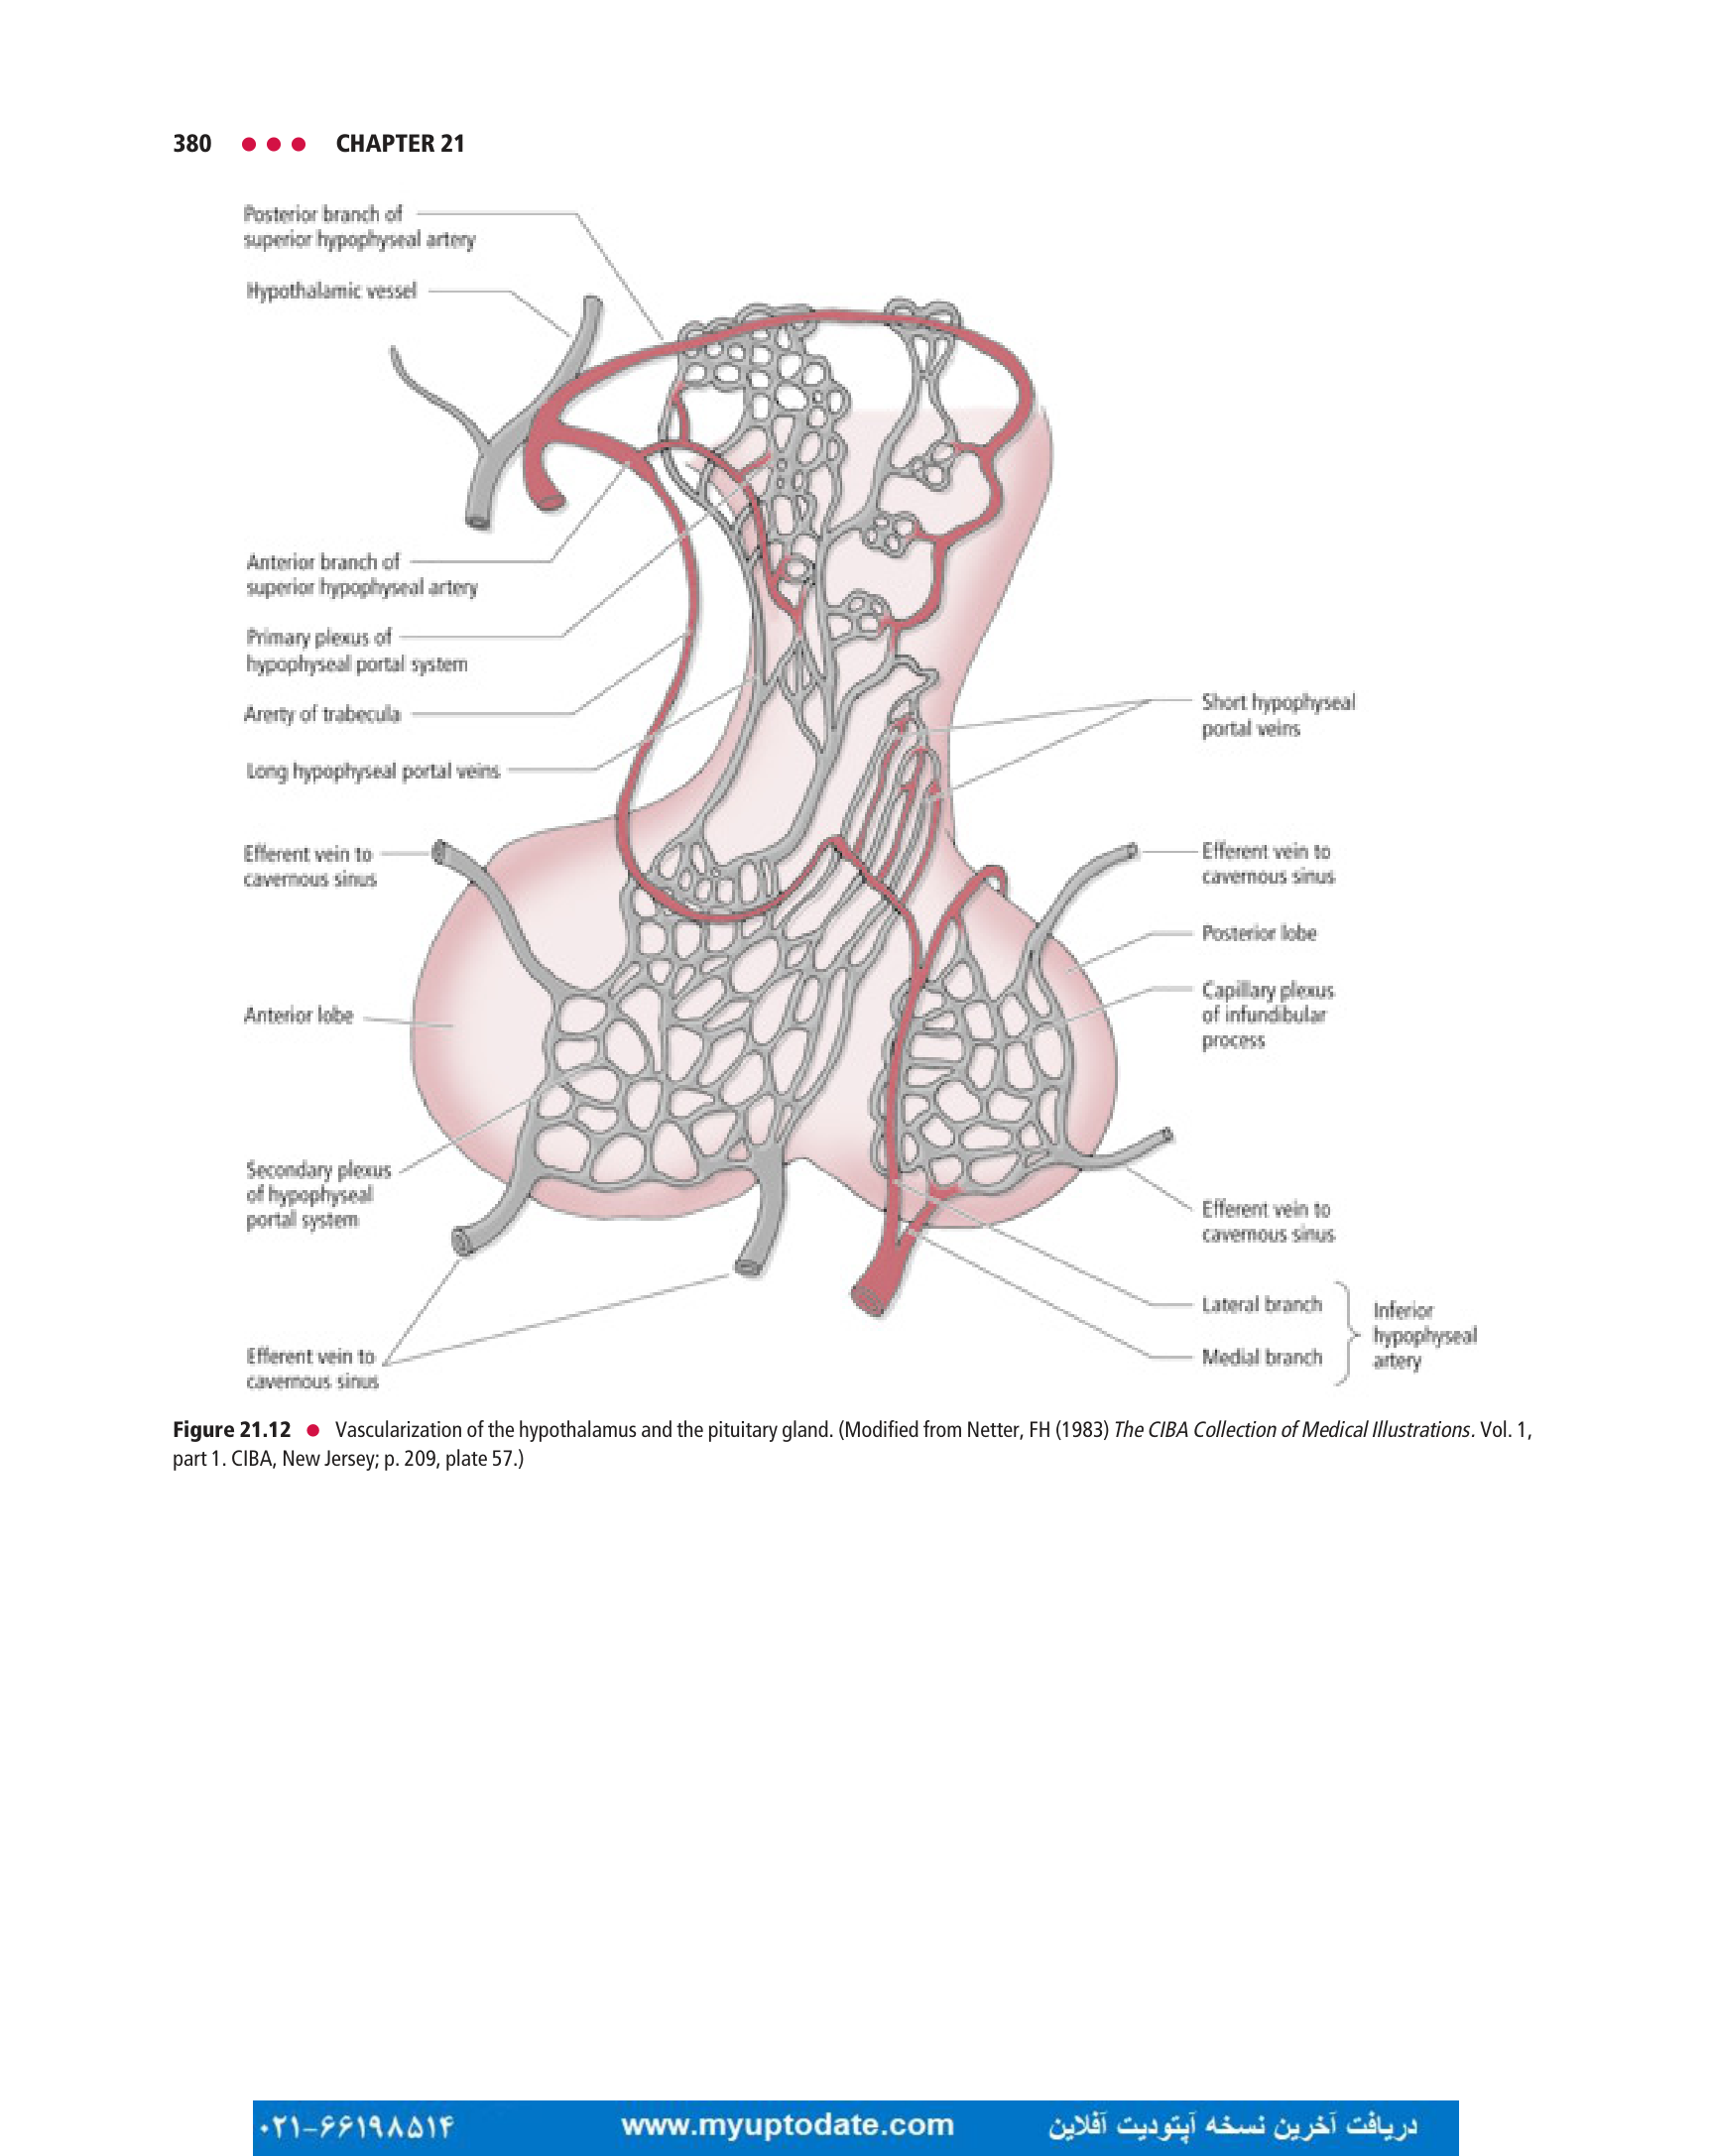 380 ●●● CHAPTER 21
Posterior branch of
superior hypophyseal artery
Hypothalamic vessel
Anterior branch of
superior hypophyseal artery
Primary plexus of
hypophyseal portal system
Arerty of trabecula
Long hypophyseal portal veins
Efferent vein to
cavernous sinus
Anterior lobe
Secondary plexus
of hypophyseal
portal system
Efferent vein to
cavernous sinus
Short hypophyseal
portal veins
Efferent vein to
cavernous sinus
Posterior lobe
Capillary plexus
of infundibular
process
Efferent vein to
cavernous sinus
Lateral branch
Medial branch
Inferior
hypophyseal
artery
Figure 21.12 ● Vascularization of the hypothalamus and the pituitary gland. (Modified from Netter, FH (1983) The CIBA Collection of Medical Illustrations. Vol. 1,
part 1. CIBA, New Jersey; p. 209, plate 57.)
۰۲۱-۶۶۱۹۸۵۱۴ www.myuptodate.com دریافت آخرین نسخه آپتودیت آفلاین